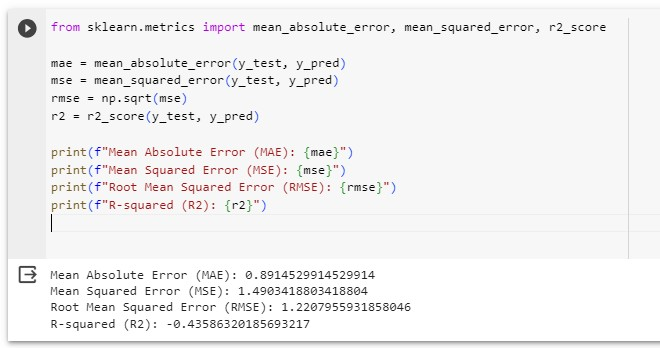 from sklearn.metrics import mean_absolute_error, mean_squared_error, r2_score
mae = mean_absolute_error(y_test, y_pred)
mse = mean_squared_error(y_test, y_pred)
rmse = np.sqrt(mse)
r2 = r2_score(y_test, y_pred)
print(f"Mean Absolute Error (MAE): {mae}")
print(f"Mean Squared Error (MSE): {mse}")
print(f"Root Mean Squared Error (RMSE): {rmse}")
print(f"R-squared (R2): {r2}")
Mean Absolute Error (MAE): 0.8914529914529914
Mean Squared Error (MSE): 1.4903418803418804
Root Mean Squared Error (RMSE): 1.2207955931858046
R-squared (R2): -0.43586320185693217